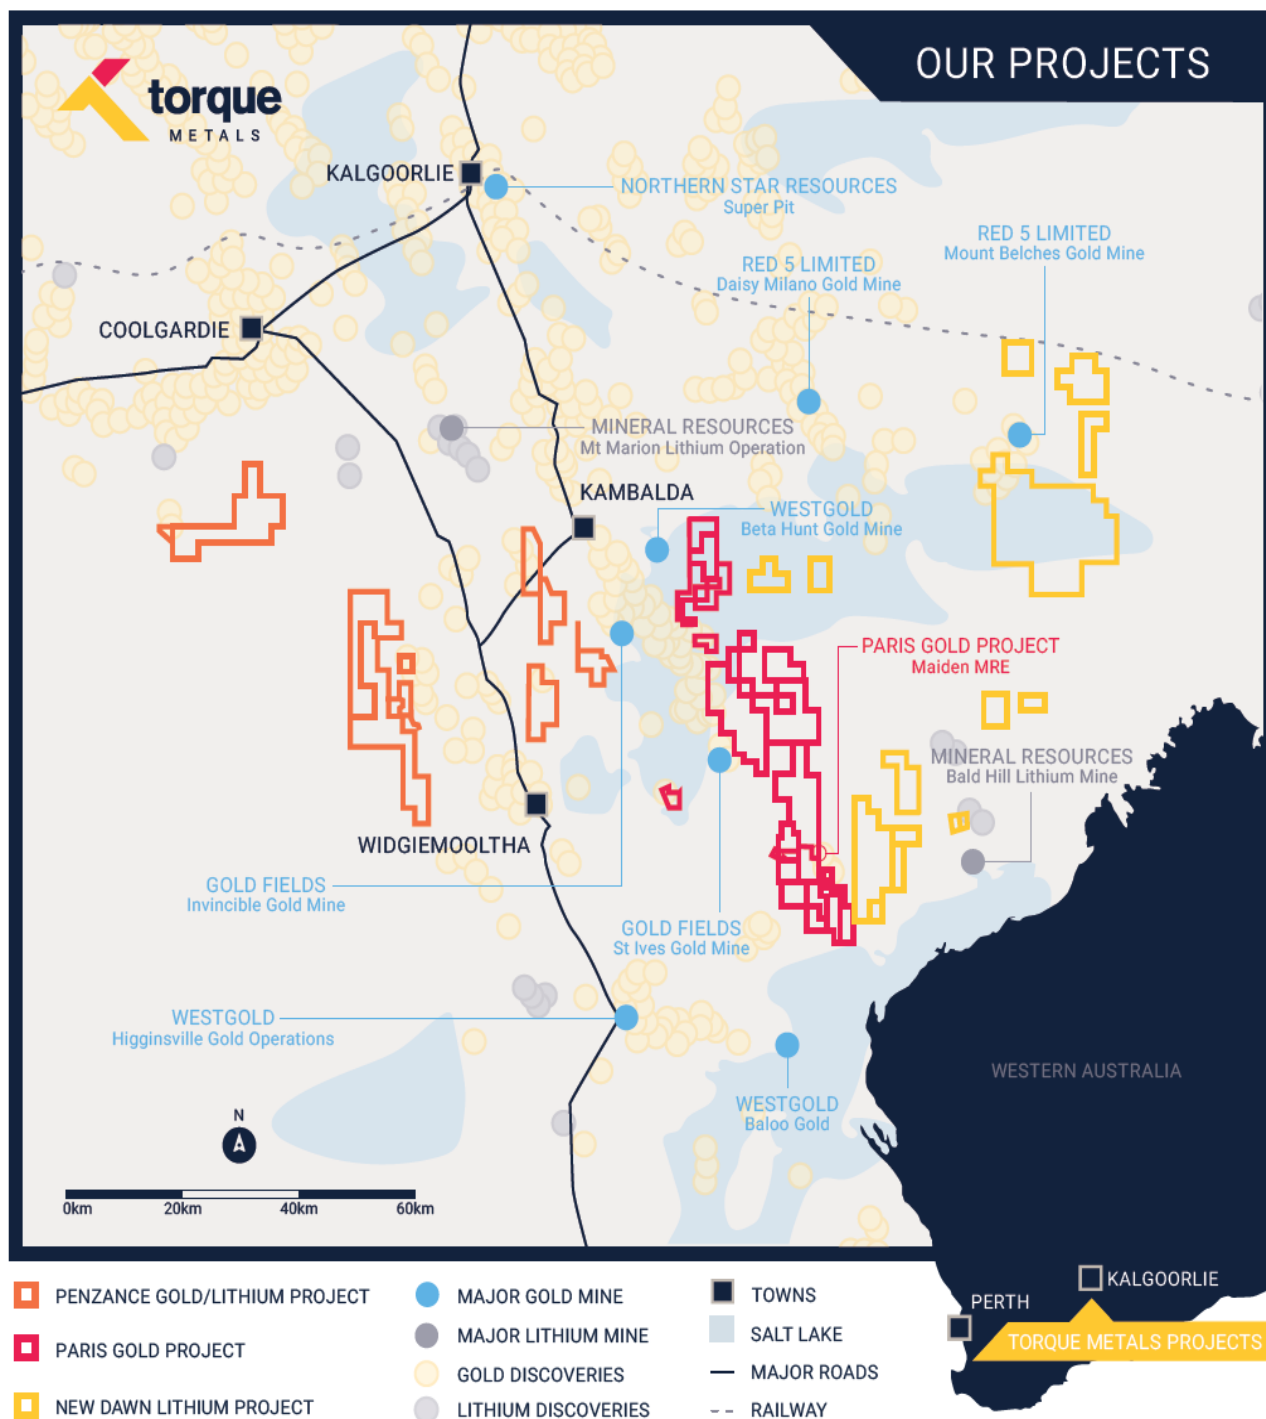 OUR PROJECTS
torque
METALS
KALGOORLIE
NORTHERN STAR RESOURCES
Super Pit
RED 5 LIMITED
Mount Belches Gold Mine
RED 5 LIMITED
Daisy Milano Gold Mine
COOLGARDIE
MINERAL RESOURCES
Mt Marion Lithium Operation
KAMBALDA
WESTGOLD
Beta Hunt Gold Mine
PARIS GOLD PROJECT
Maiden MRE
MINERAL RESOURCES
Bald Hill Lithium Mine
WIDGIEMOOLTHA
GOLD FIELDS
Invincible Gold Mine
GOLD FIELDS
St Ives Gold Mine
WESTGOLD
Higginsville Gold Operations
WESTERN AUSTRALIA
WESTGOLD
Baloo Gold
N
0km 20km 40km 60km
KALGOORLIE
PERTH
TORQUE METALS PROJECTS
PENZANCE GOLD/LITHIUM PROJECT
PARIS GOLD PROJECT
NEW DAWN LITHIUM PROJECT
MAJOR GOLD MINE
MAJOR LITHIUM MINE
GOLD DISCOVERIES
LITHIUM DISCOVERIES
TOWNS
SALT LAKE
MAJOR ROADS
RAILWAY